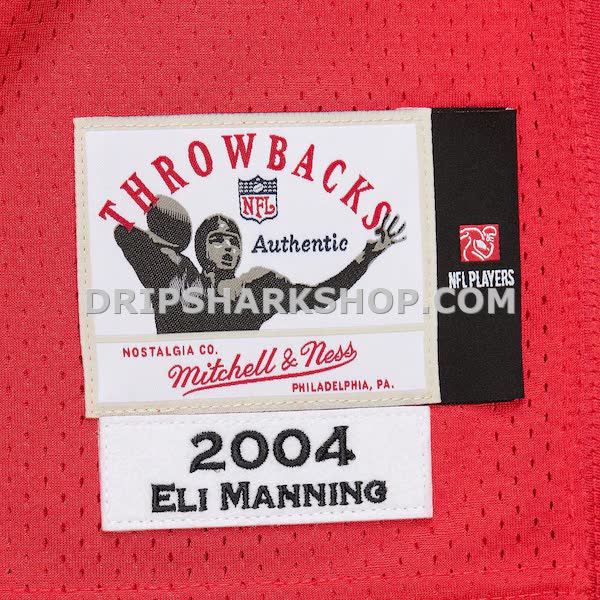 THROWBACKS
NFL
Authentic
NFL PLAYERS
DRIPSHARKSHOP.COM
NOSTALGIA CO.
Mitchell & Ness
PHILADELPHIA, PA.
2004
ELI MANNING